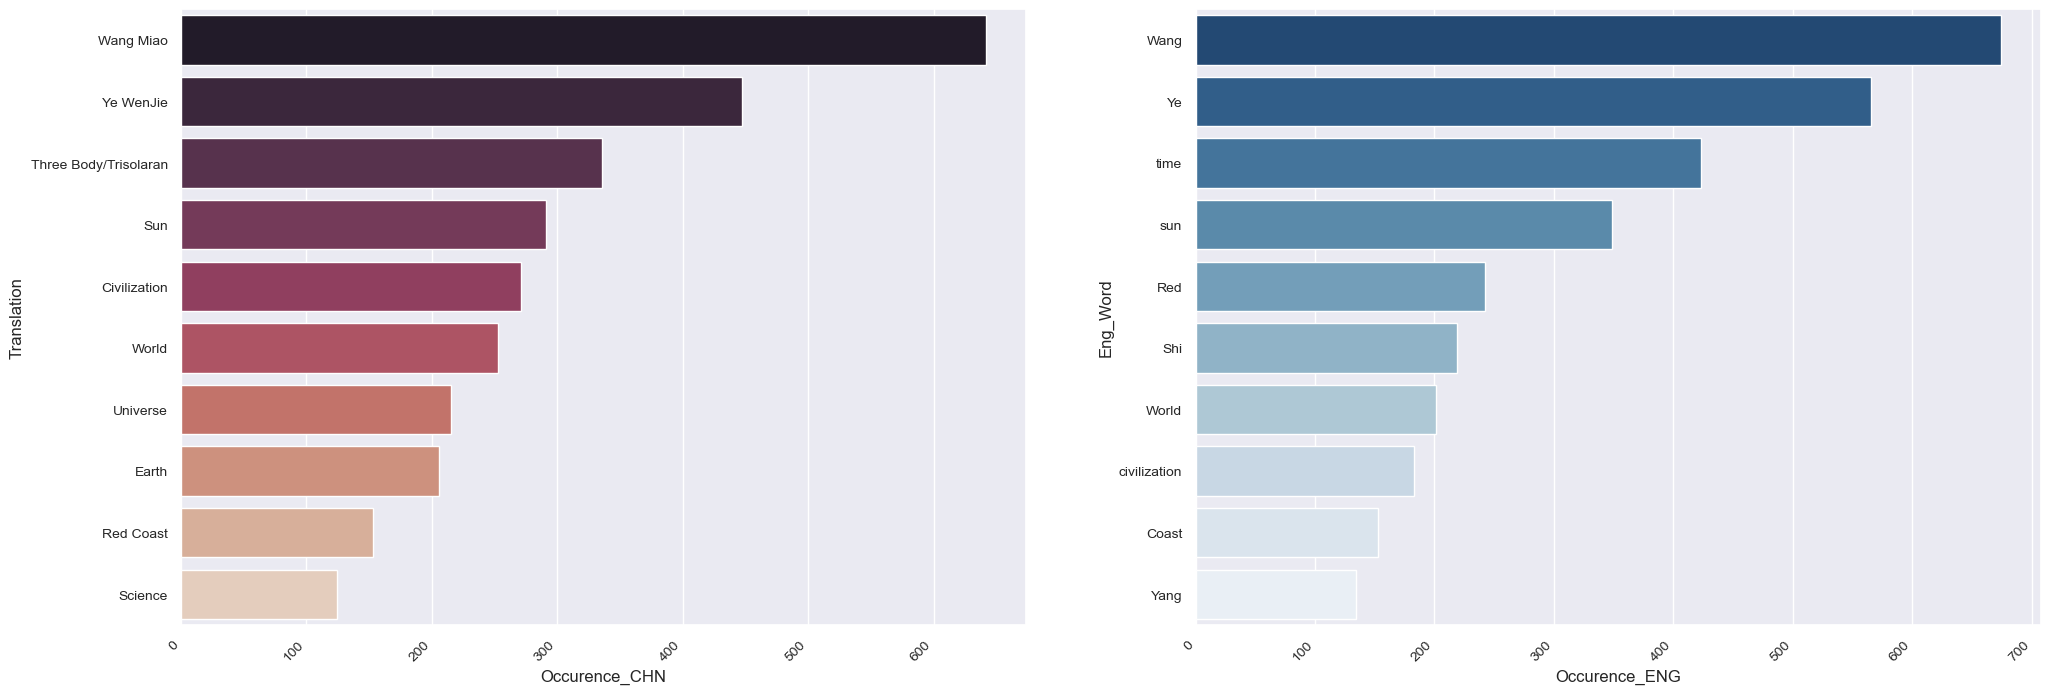 Translation
Wang Miao
Ye WenJie
Three Body/Trisolaran
Sun
Civilization
World
Universe
Earth
Red Coast
Science
0
100
200
300
400
500
600
Occurence_CHN
Eng_Word
Wang
Ye
time
sun
Red
Shi
World
civilization
Coast
Yang
0
100
200
300
400
500
600
700
Occurence_ENG